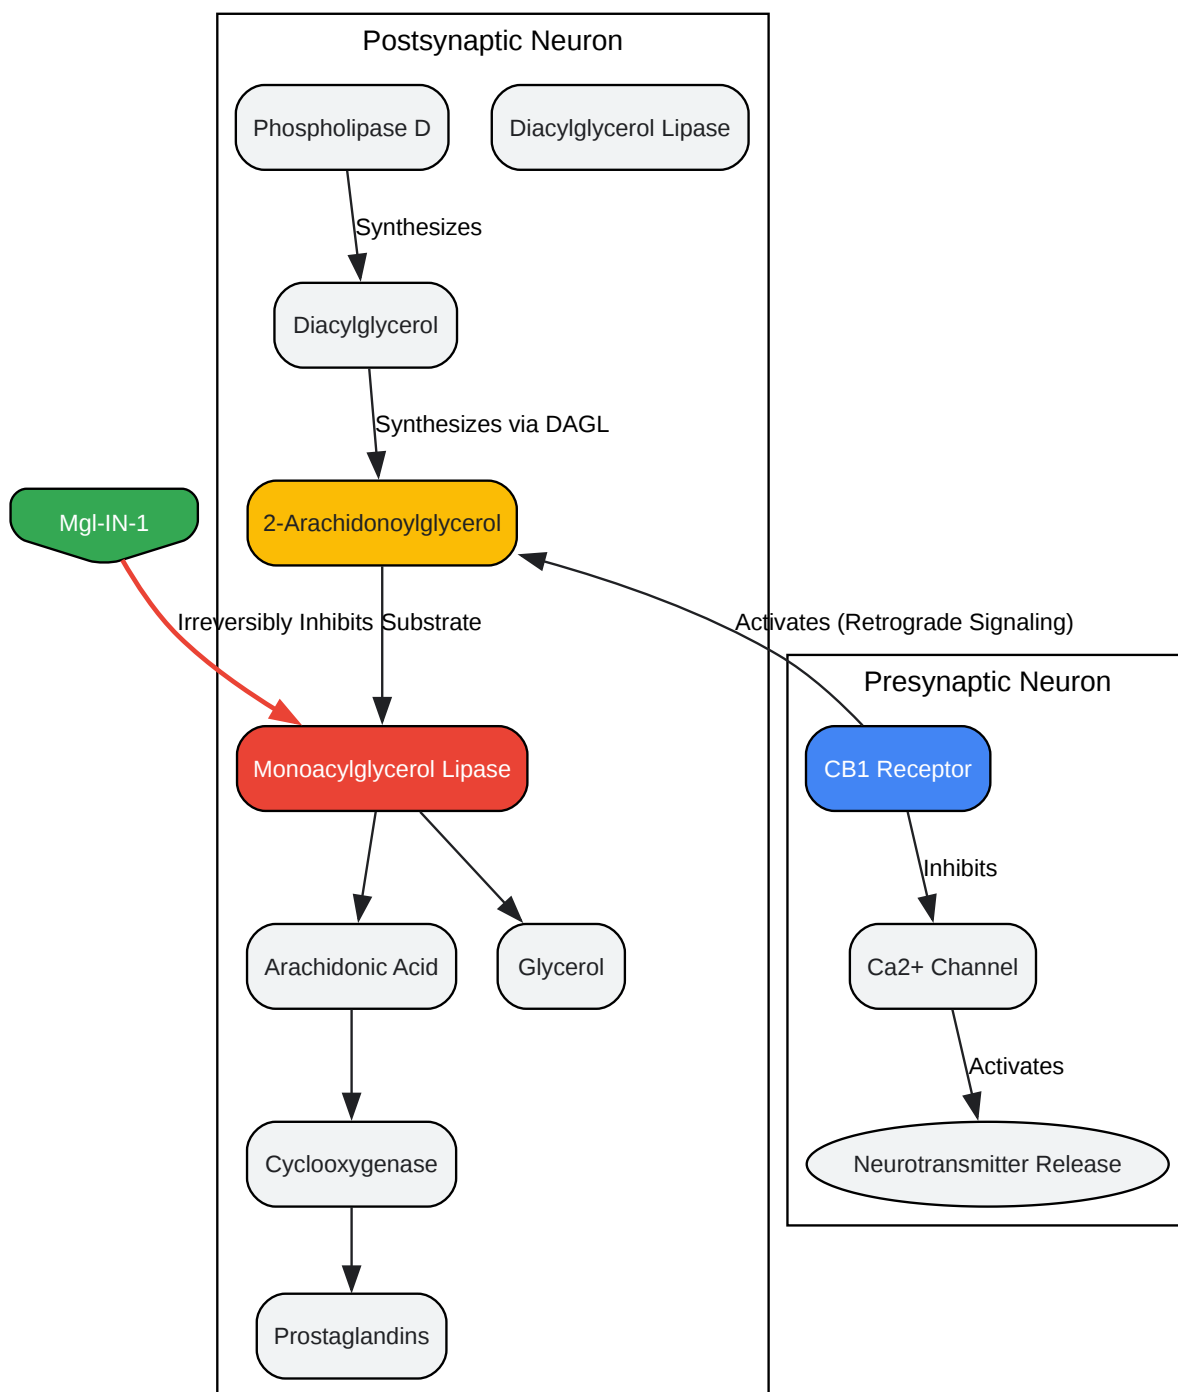 Postsynaptic Neuron
Phospholipase D
Diacylglycerol Lipase
Synthesizes
Diacylglycerol
Synthesizes via DAGL
Mgl-IN-1
2-Arachidonoylglycerol
Irreversibly Inhibits
Substrate
Activates (Retrograde Signaling)
Presynaptic Neuron
Monoacylglycerol Lipase
CB1 Receptor
Inhibits
Arachidonic Acid
Glycerol
Ca2+ Channel
Activates
Cyclooxygenase
Neurotransmitter Release
Prostaglandins